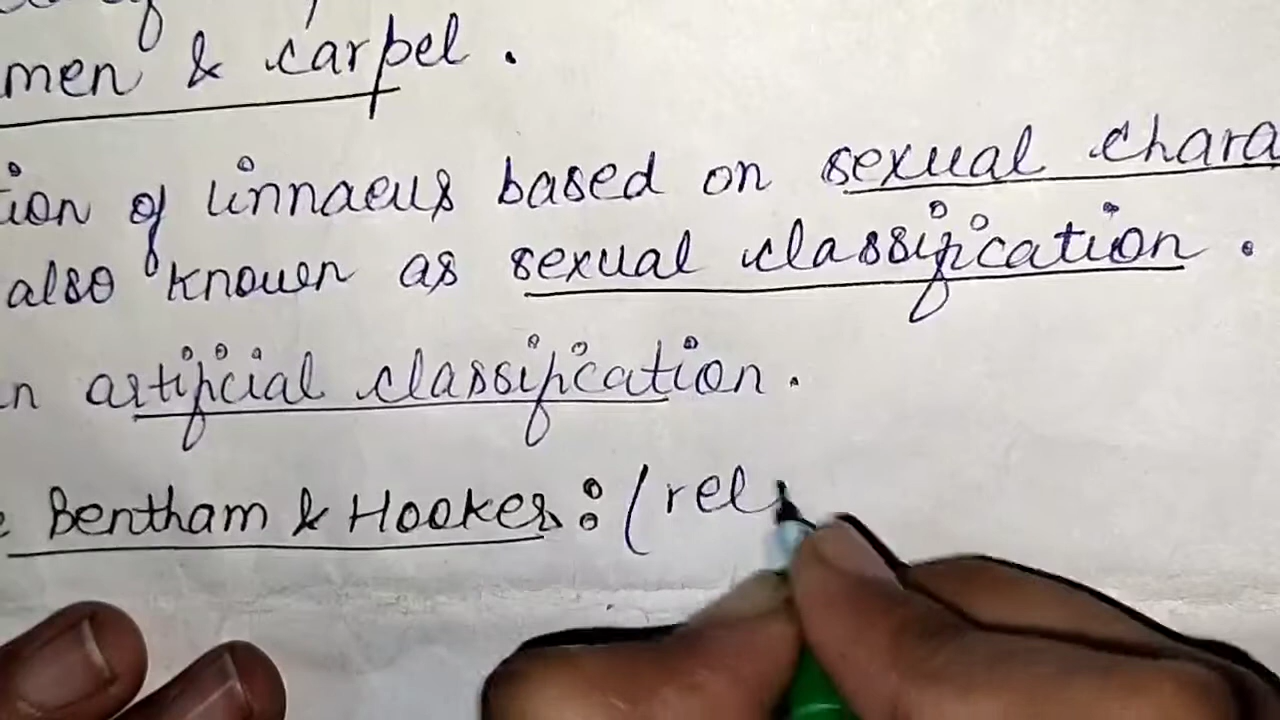 men & carpel .
ion of linnaeus based on sexual chara
also known as sexual classification .
n artificial classification .
e Bentham & Hooker : (rel